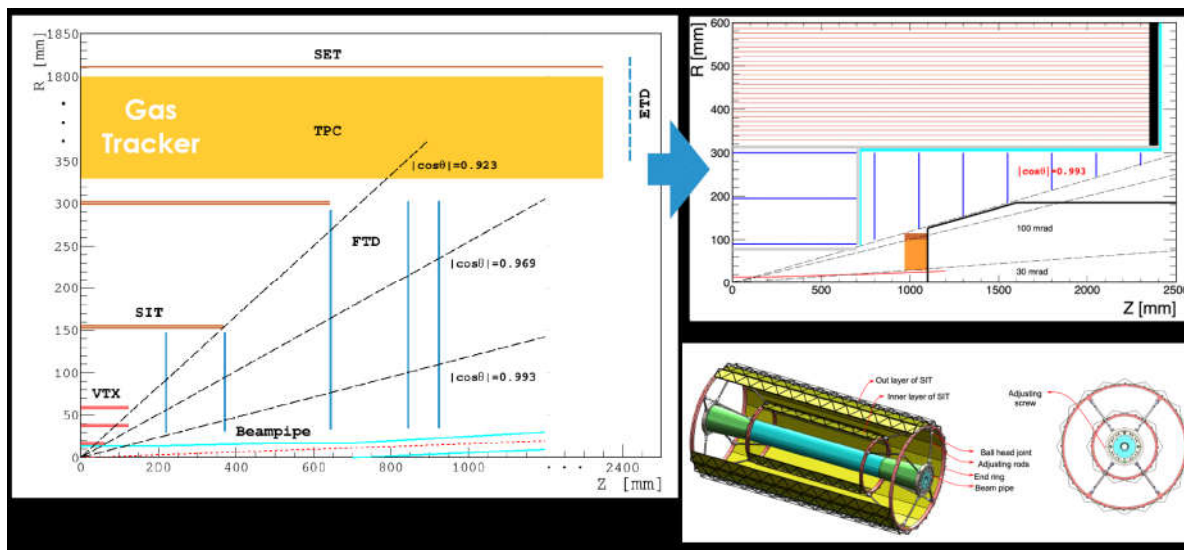 R [mm]
1850
1800
350
300
250
200
150
100
50
0
SET
Gas
Tracker
TPC
ETD
|cosθ|=0.923
FTD
|cosθ|=0.969
SIT
VTX
|cosθ|=0.993
Beampipe
0 200 400 600 800 1000 2400
Z [mm]
R [mm]
600
500
400
300
200
100
0
|cosθ|=0.993
100 mrad
30 mrad
0 500 1000 1500 2000 2500
Z [mm]
Out layer of SIT
Inner layer of SIT
Adjusting
screw
Ball head joint
Adjusting rods
End ring
Beam pipe